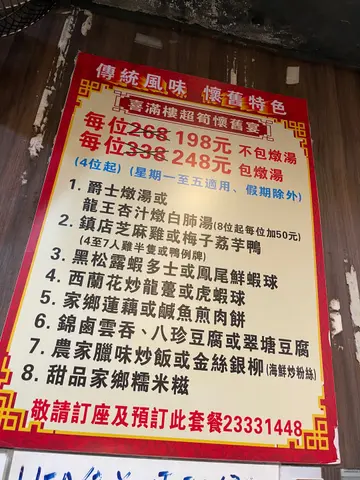 傳統風味 懷舊特色
喜滿樓超筍懷舊宴
每位268 198元 不包燉湯
每位338 248元 包燉湯
(4位起) (星期一至五適用、假期除外)
1. 爵士燉湯或
龍王杏汁燉白肺湯(8位起每位加50元)
2. 鎮店芝麻雞或梅子荔芋鴨
(4至7人雞半隻或鴨例牌)
3. 黑松露蝦多士或鳳尾鮮蝦球
4. 西蘭花炒龍躉或虎蝦球
5. 家鄉蓮藕或鹹魚煎肉餅
6. 錦鹵雲吞、八珍豆腐或翠塘豆腐
7. 農家臘味炒飯或金絲銀柳(海鮮炒粉絲)
8. 甜品家鄉糯米糍
敬請訂座及預訂此套餐23331448